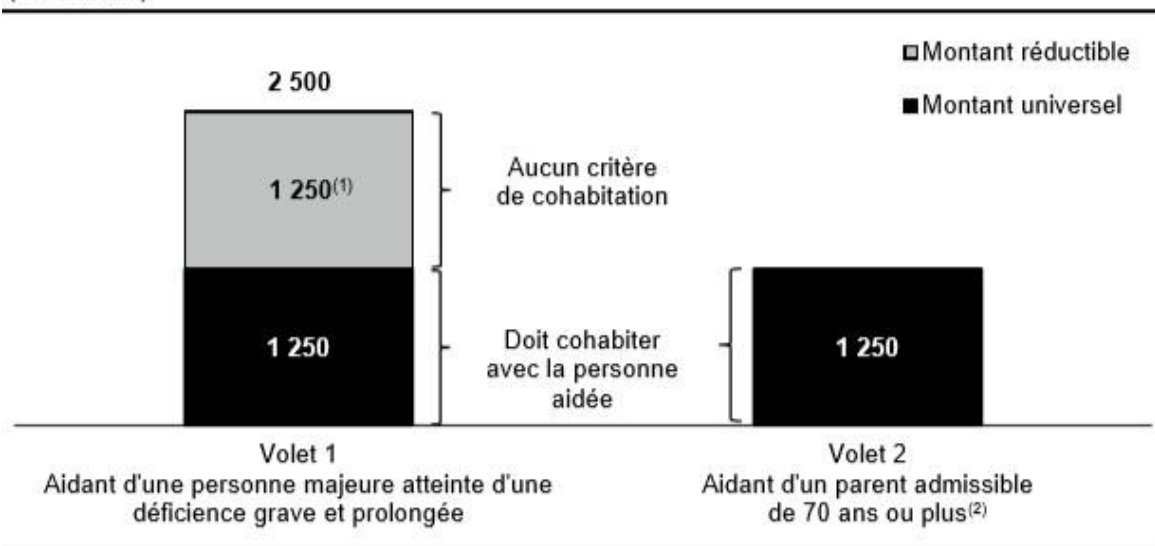 Montant réductible
Montant universel
2 500
1 250(1)
Aucun critère
de cohabitation
1 250
Doit cohabiter
avec la personne
aidée
1 250
Volet 1
Aidant d'une personne majeure atteinte d'une
déficience grave et prolongée
Volet 2
Aidant d'un parent admissible
de 70 ans ou plus(2)